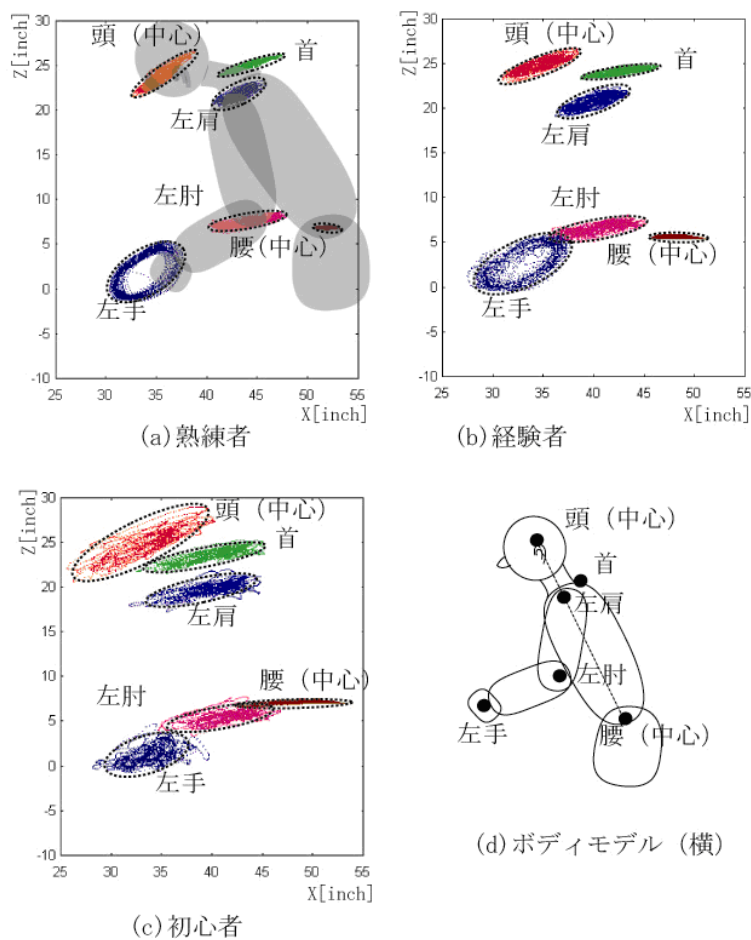 Z[inch]
30
25
20
15
10
5
0
-5
-10
25
30
35
40
45
50
55
X[inch]
頭(中心)
首
左肩
左肘
腰(中心)
左手
(a)熟練者
Z[inch]
30
25
20
15
10
5
0
-5
-10
25
30
35
40
45
50
55
X[inch]
頭(中心)
首
左肩
左肘
腰(中心)
左手
(b)経験者
Z[inch]
30
25
20
15
10
5
0
-5
-10
25
30
35
40
45
50
55
X[inch]
頭(中心)
首
左肩
左肘
腰(中心)
左手
(c)初心者
頭(中心)
首
左肩
左肘
左手
腰(中心)
(d)ボディモデル(横)